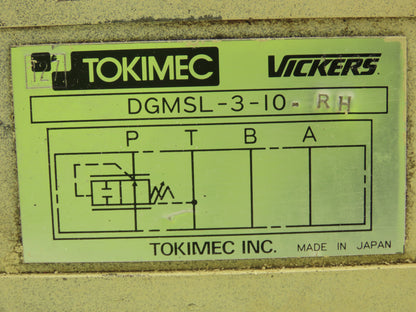 TOKIMEC VICKERS
DGMSL-3-10-RH
P T B A
TOKIMEC INC. MADE IN JAPAN